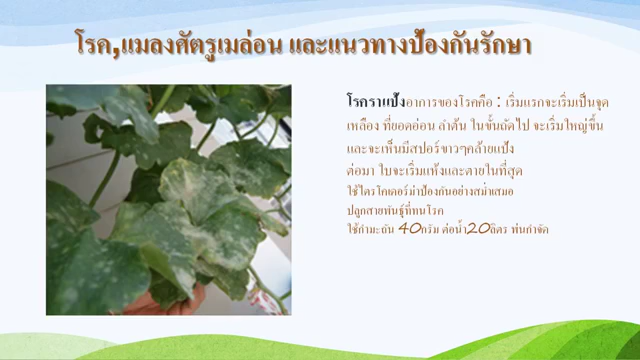 โรค,แมลงศัตรูเมล่อน และแนวทางป้องกันรักษา
โรคราแป้งอาการของโรคคือ : เริ่มแรกจะเริ่มเป็นจุด
เหลือง ที่ยอดอ่อน ลำต้น ในขั้นถัดไป จะเริ่มใหญ่ขึ้น
และจะเห็นมีสปอร์ขาวๆคล้ายแป้ง
ต่อมา ใบจะเริ่มแห้งและตายในที่สุด
ใช้ไตรโคเดอร์ม่าป้องกันอย่างสม่ำเสมอ
ปลูกสายพันธุ์ที่ทนโรค
ใช้กำมะถัน 40กรัม ต่อน้ำ20ลิตร พ่นกำจัด